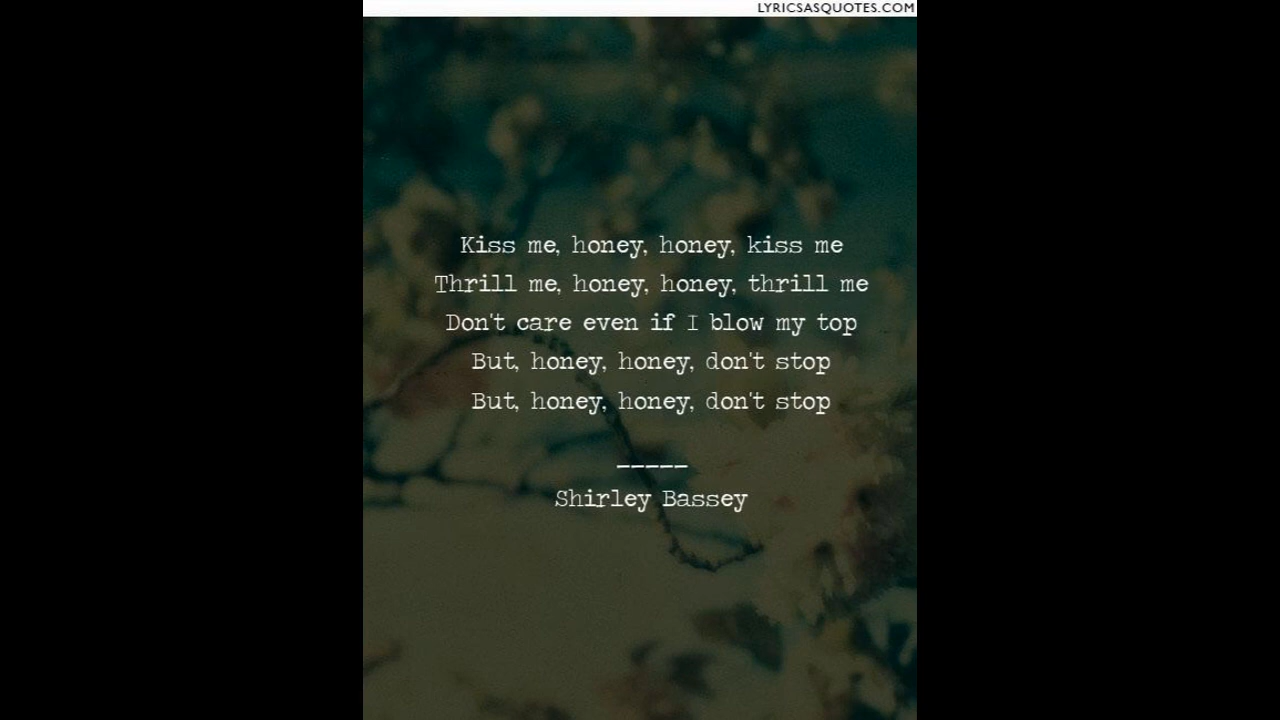 LYRICSASQUOTES.COM
Kiss me, honey, honey, kiss me
Thrill me, honey, honey, thrill me
Don't care even if I blow my top
But, honey, honey, don't stop
But, honey, honey, don't stop
-----
Shirley Bassey